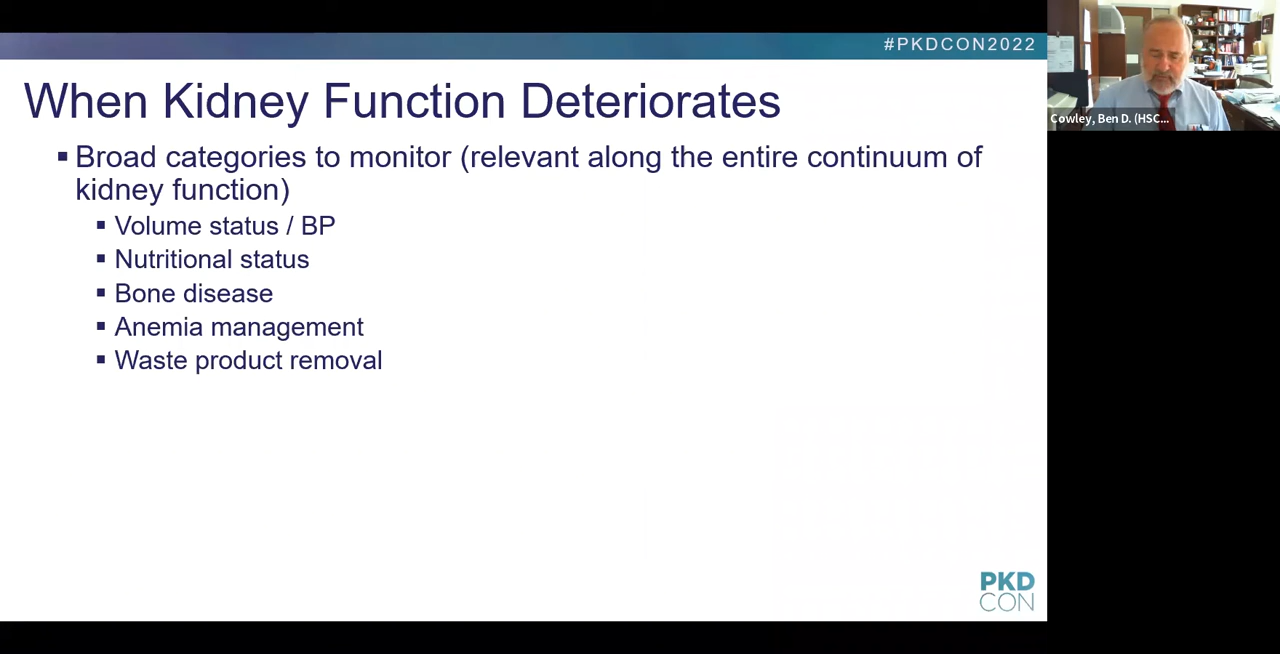 #PKDCON2022
When Kidney Function Deteriorates
▪ Broad categories to monitor (relevant along the entire continuum of
kidney function)
▪ Volume status / BP
▪ Nutritional status
▪ Bone disease
▪ Anemia management
▪ Waste product removal
PKD
CON
Cowley, Ben D. (HSC...